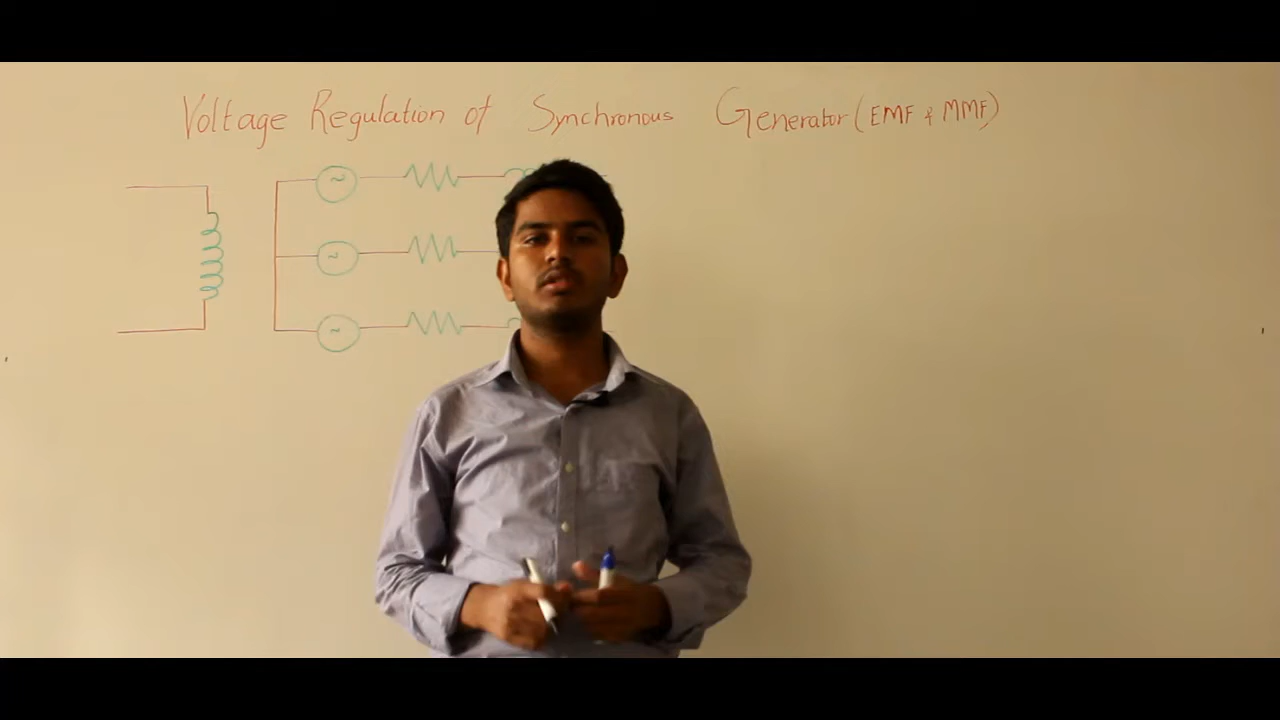 Voltage Regulation of Synchronous Generator (EMF & MMF)
~
~
~